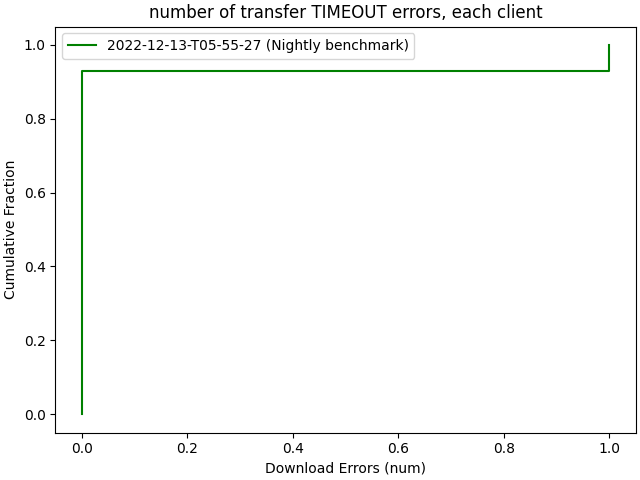 number of transfer TIMEOUT errors, each client
2022-12-13-T05-55-27 (Nightly benchmark)
1.0
0.8
0.6
0.4
0.2
0.0
Cumulative Fraction
0.0 0.2 0.4 0.6 0.8 1.0
Download Errors (num)